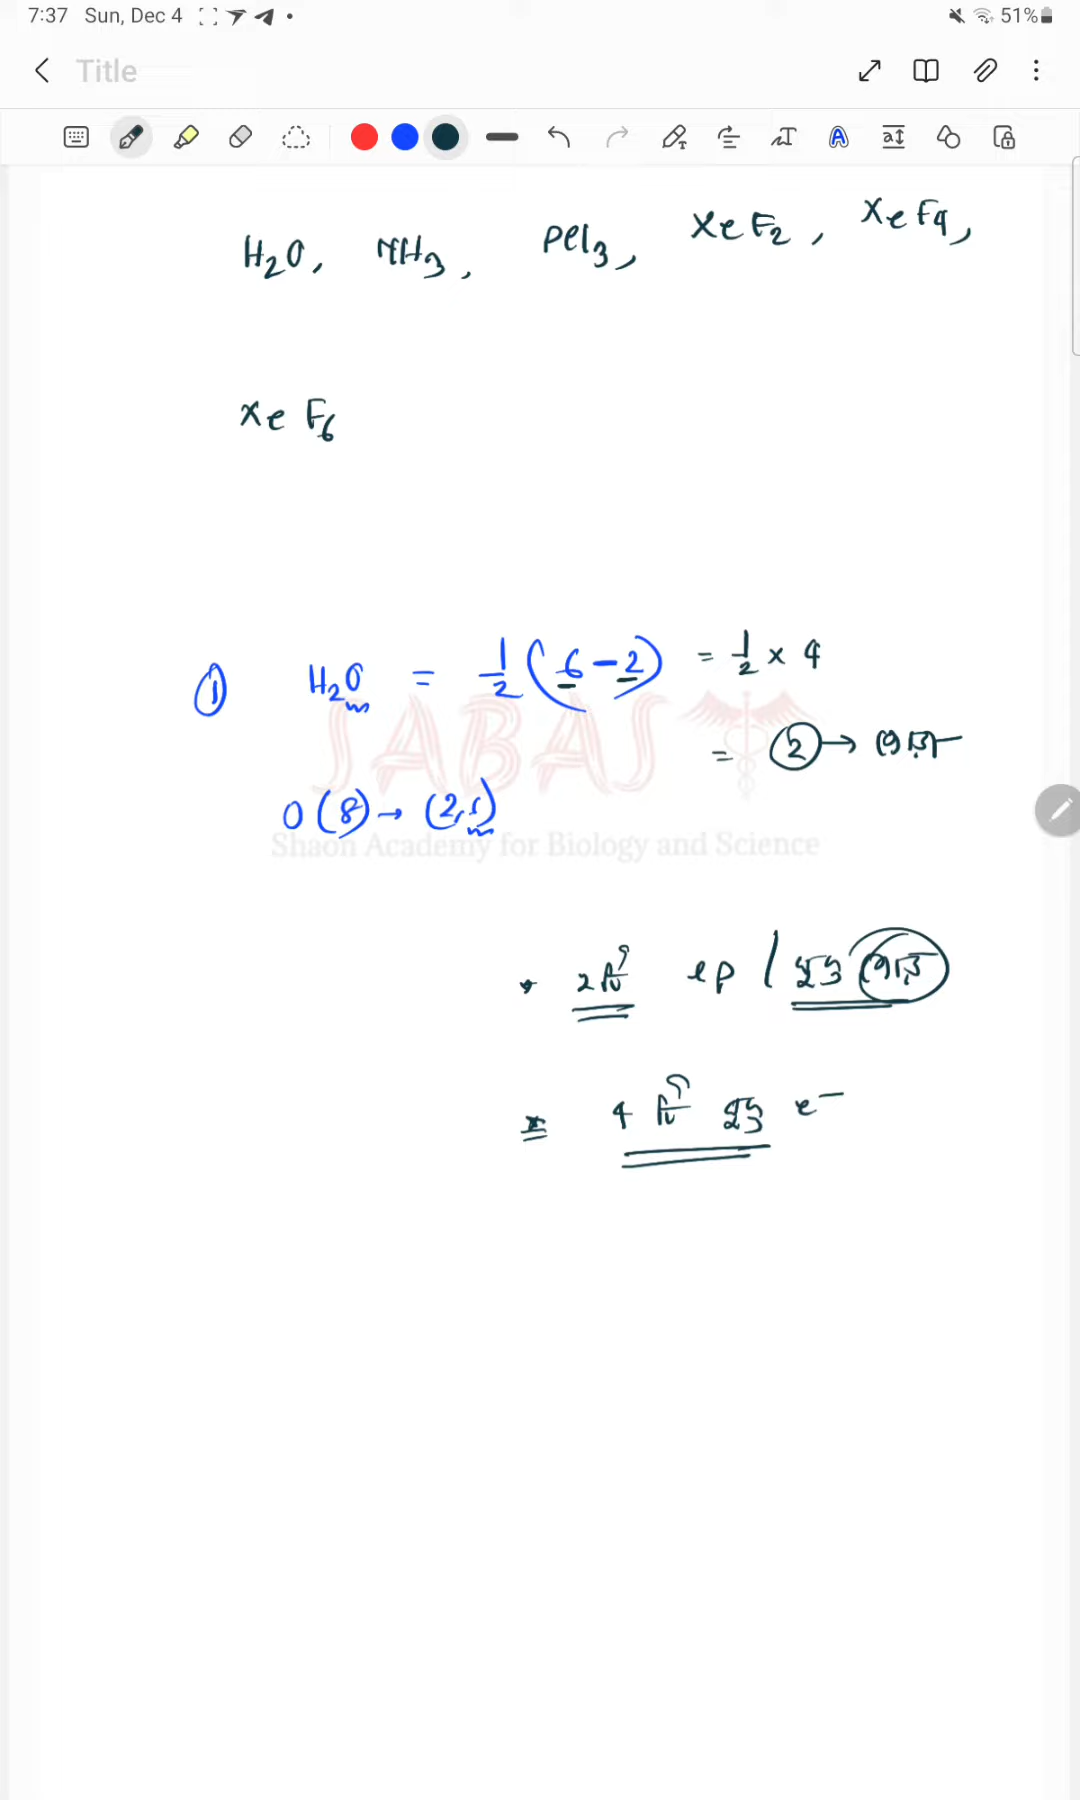 7:37 Sun, Dec 4 51%
Title
H₂O, NH₃, PCl₃, XeF₂, XeF₄,
XeF₆
① H₂O = 1/2 (6-2) = 1/2 × 4
= 2 → জোড়
SABAS
O (8) → (2,6)
Shaon Academy for Biology and Science
* 2 টি lp / মুক্ত জোড়
* 4 টি মুক্ত e⁻